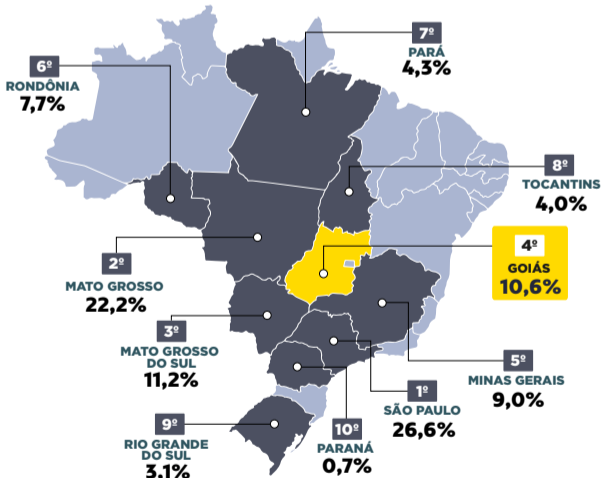 7º
PARÁ
4,3%
6º
RONDÔNIA
7,7%
8º
TOCANTINS
4,0%
4º
GOIÁS
10,6%
2º
MATO GROSSO
22,2%
3º
MATO GROSSO
DO SUL
11,2%
5º
MINAS GERAIS
9,0%
1º
SÃO PAULO
26,6%
9º
RIO GRANDE
DO SUL
3,1%
10º
PARANÁ
0,7%